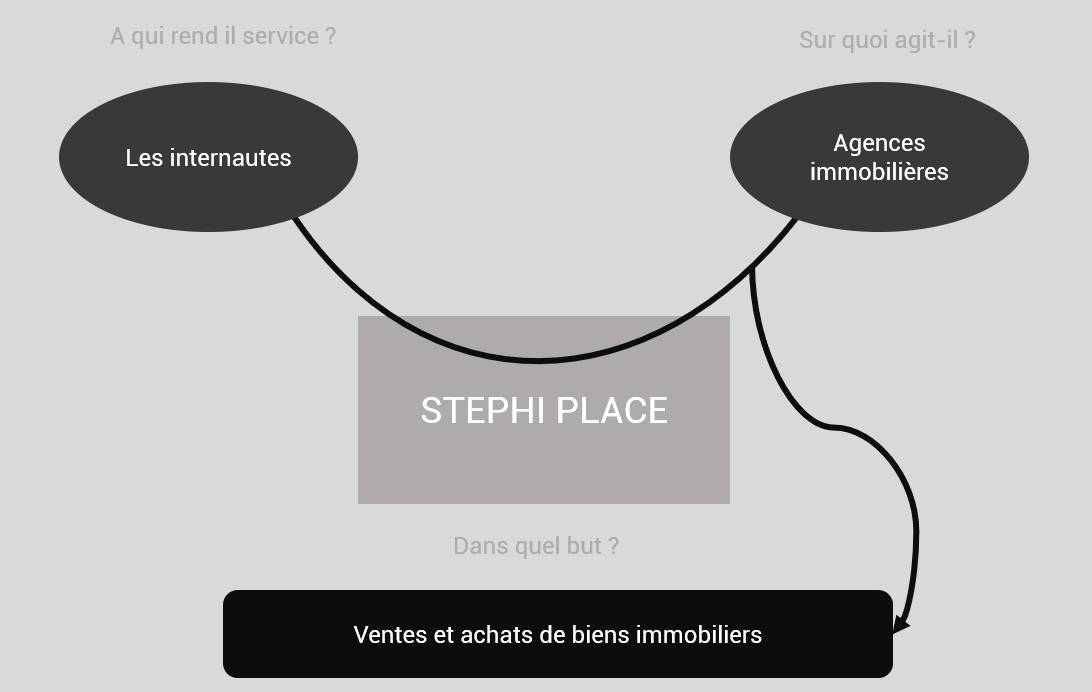 A qui rend il service ?
Sur quoi agit-il ?
Les internautes
Agences
immobilières
STEPHI PLACE
Dans quel but ?
Ventes et achats de biens immobiliers